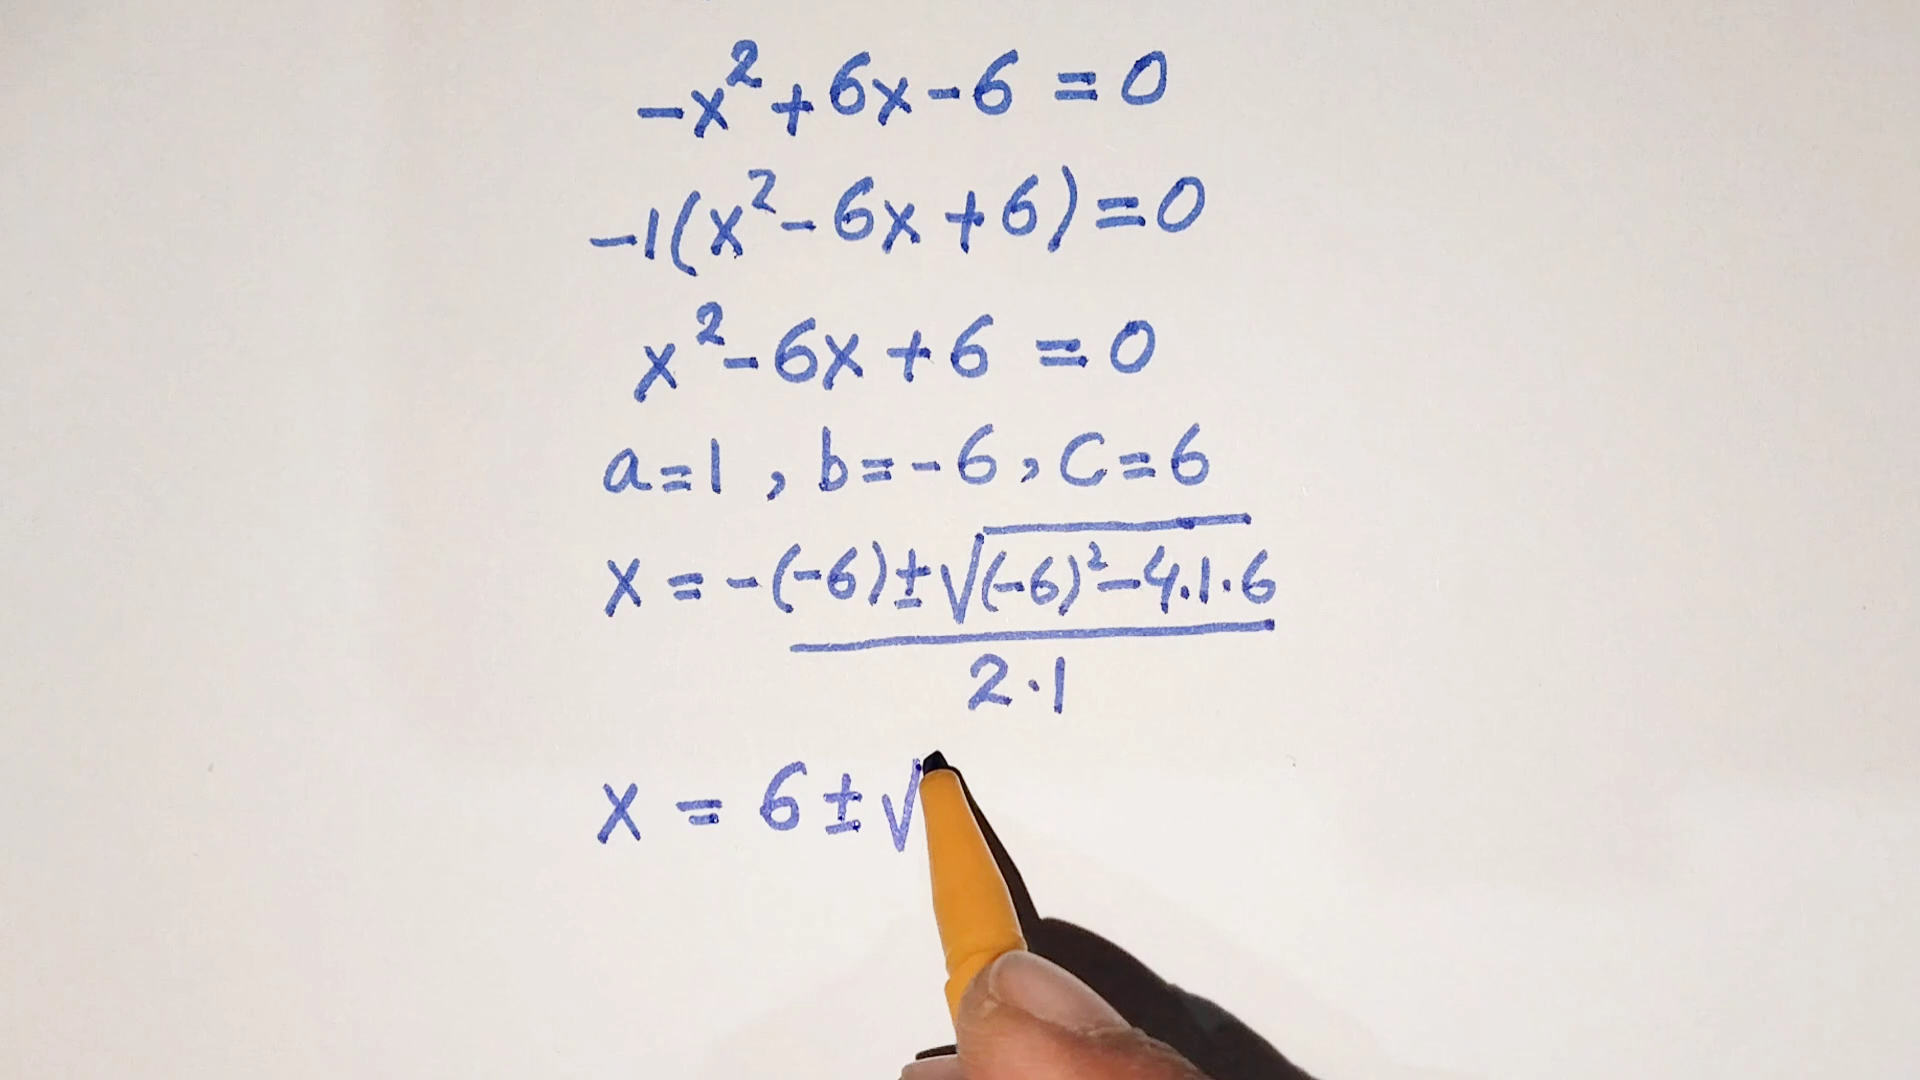 -x²+6x-6=0
-1(x²-6x+6)=0
x²-6x+6=0
a=1, b=-6, c=6
x = -(-6)±√(-6)²-4.1.6
2.1
x = 6±√